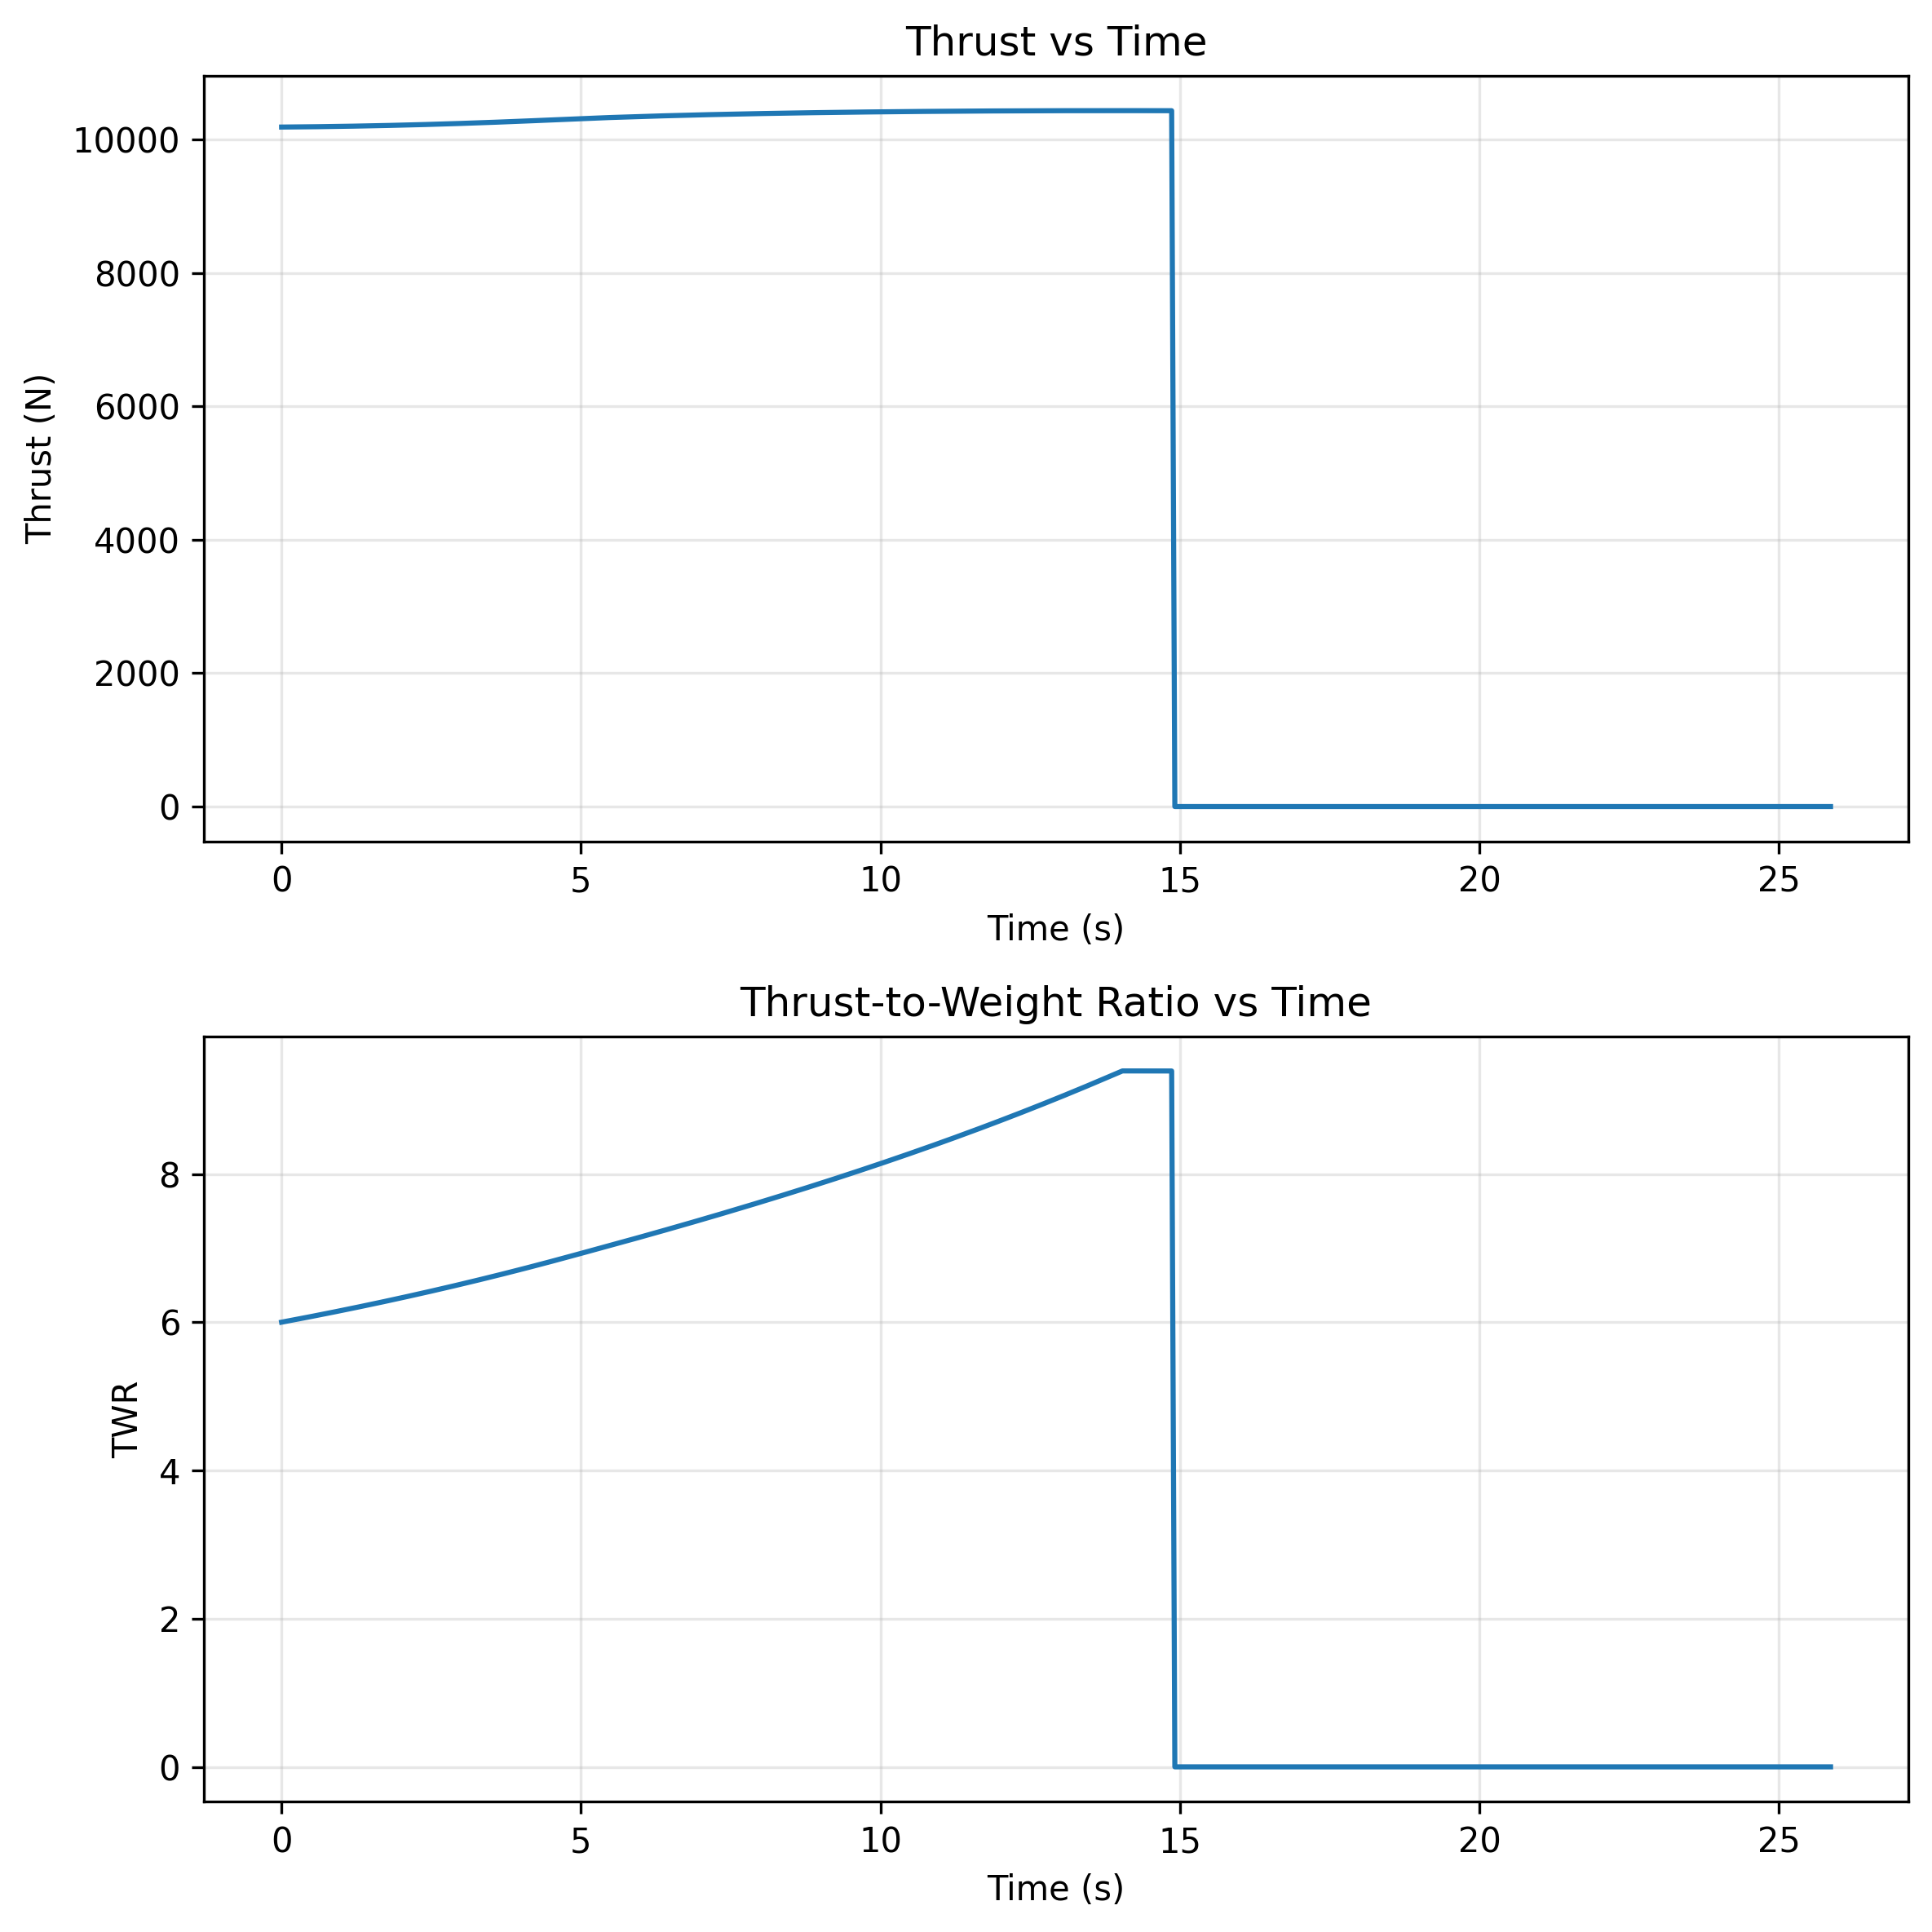 Thrust vs Time
Thrust (N)
10000
8000
6000
4000
2000
0
0 5 10 15 20 25
Time (s)
Thrust-to-Weight Ratio vs Time
TWR
8
6
4
2
0
0 5 10 15 20 25
Time (s)